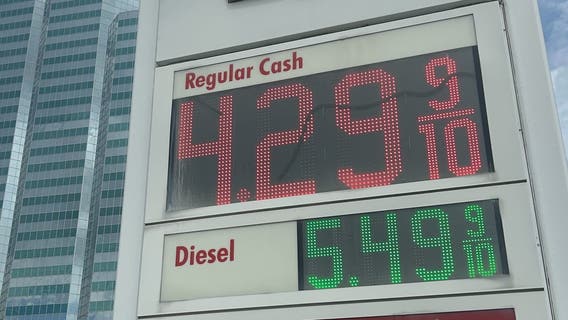 Regular Cash
4.29 9/10
Diesel
5.49 9/10